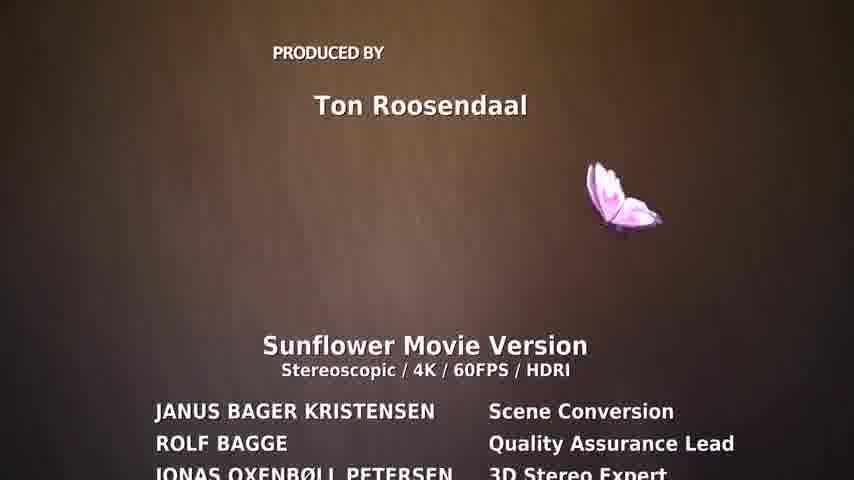 PRODUCED BY
Ton Roosendaal
Sunflower Movie Version
Stereoscopic / 4K / 60FPS / HDRI
JANUS BAGER KRISTENSEN Scene Conversion
ROLF BAGGE Quality Assurance Lead
JONAS OXENBØLL PETERSEN 3D Stereo Expert